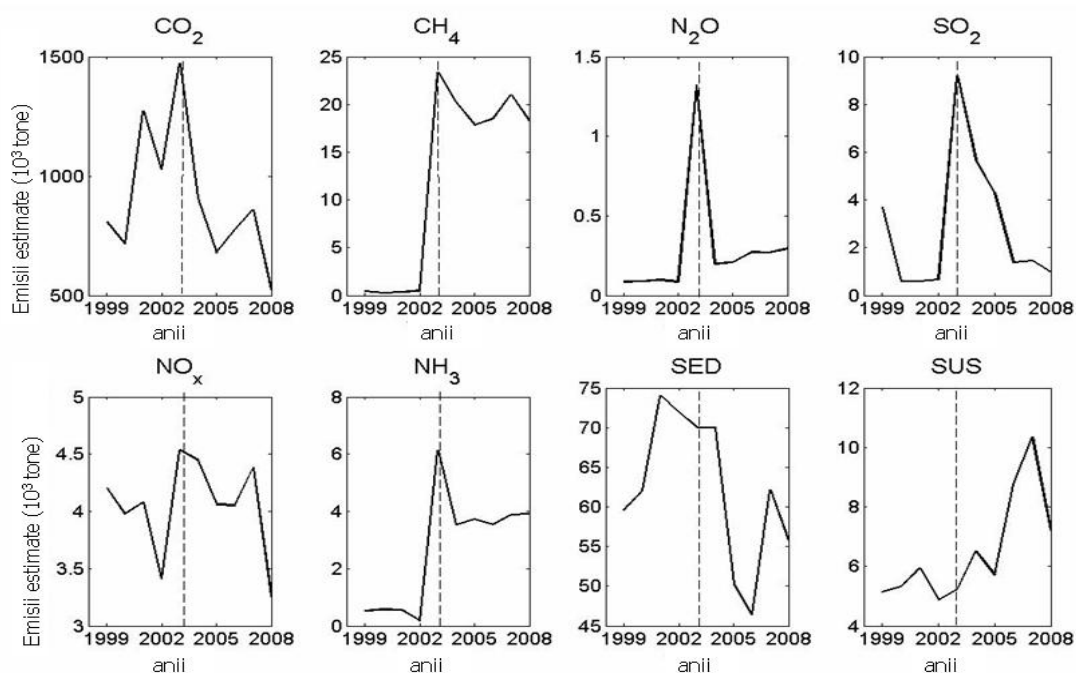 CO₂
CH₄
N₂O
SO₂
Emisii estimate (10³ tone)
1500
1000
500
1999 2002 2005 2008
anii
25
20
15
10
5
0
1999 2002 2005 2008
anii
1.5
1
0.5
0
1999 2002 2005 2008
anii
10
8
6
4
2
0
1999 2002 2005 2008
anii
NOₓ
NH₃
SED
SUS
Emisii estimate (10³ tone)
5
4.5
4
3.5
3
1999 2002 2005 2008
anii
8
6
4
2
0
1999 2002 2005 2008
anii
75
70
65
60
55
50
45
1999 2002 2005 2008
anii
12
10
8
6
4
1999 2002 2005 2008
anii